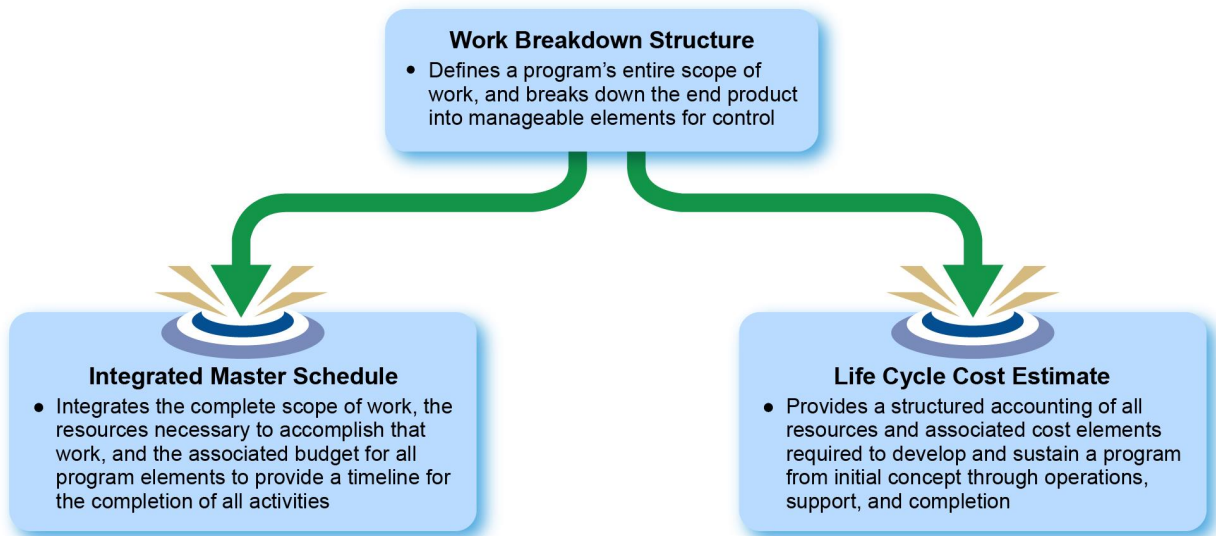 Work Breakdown Structure
• Defines a program's entire scope of
work, and breaks down the end product
into manageable elements for control
Integrated Master Schedule
• Integrates the complete scope of work, the
resources necessary to accomplish that
work, and the associated budget for all
program elements to provide a timeline for
the completion of all activities
Life Cycle Cost Estimate
• Provides a structured accounting of all
resources and associated cost elements
required to develop and sustain a program
from initial concept through operations,
support, and completion